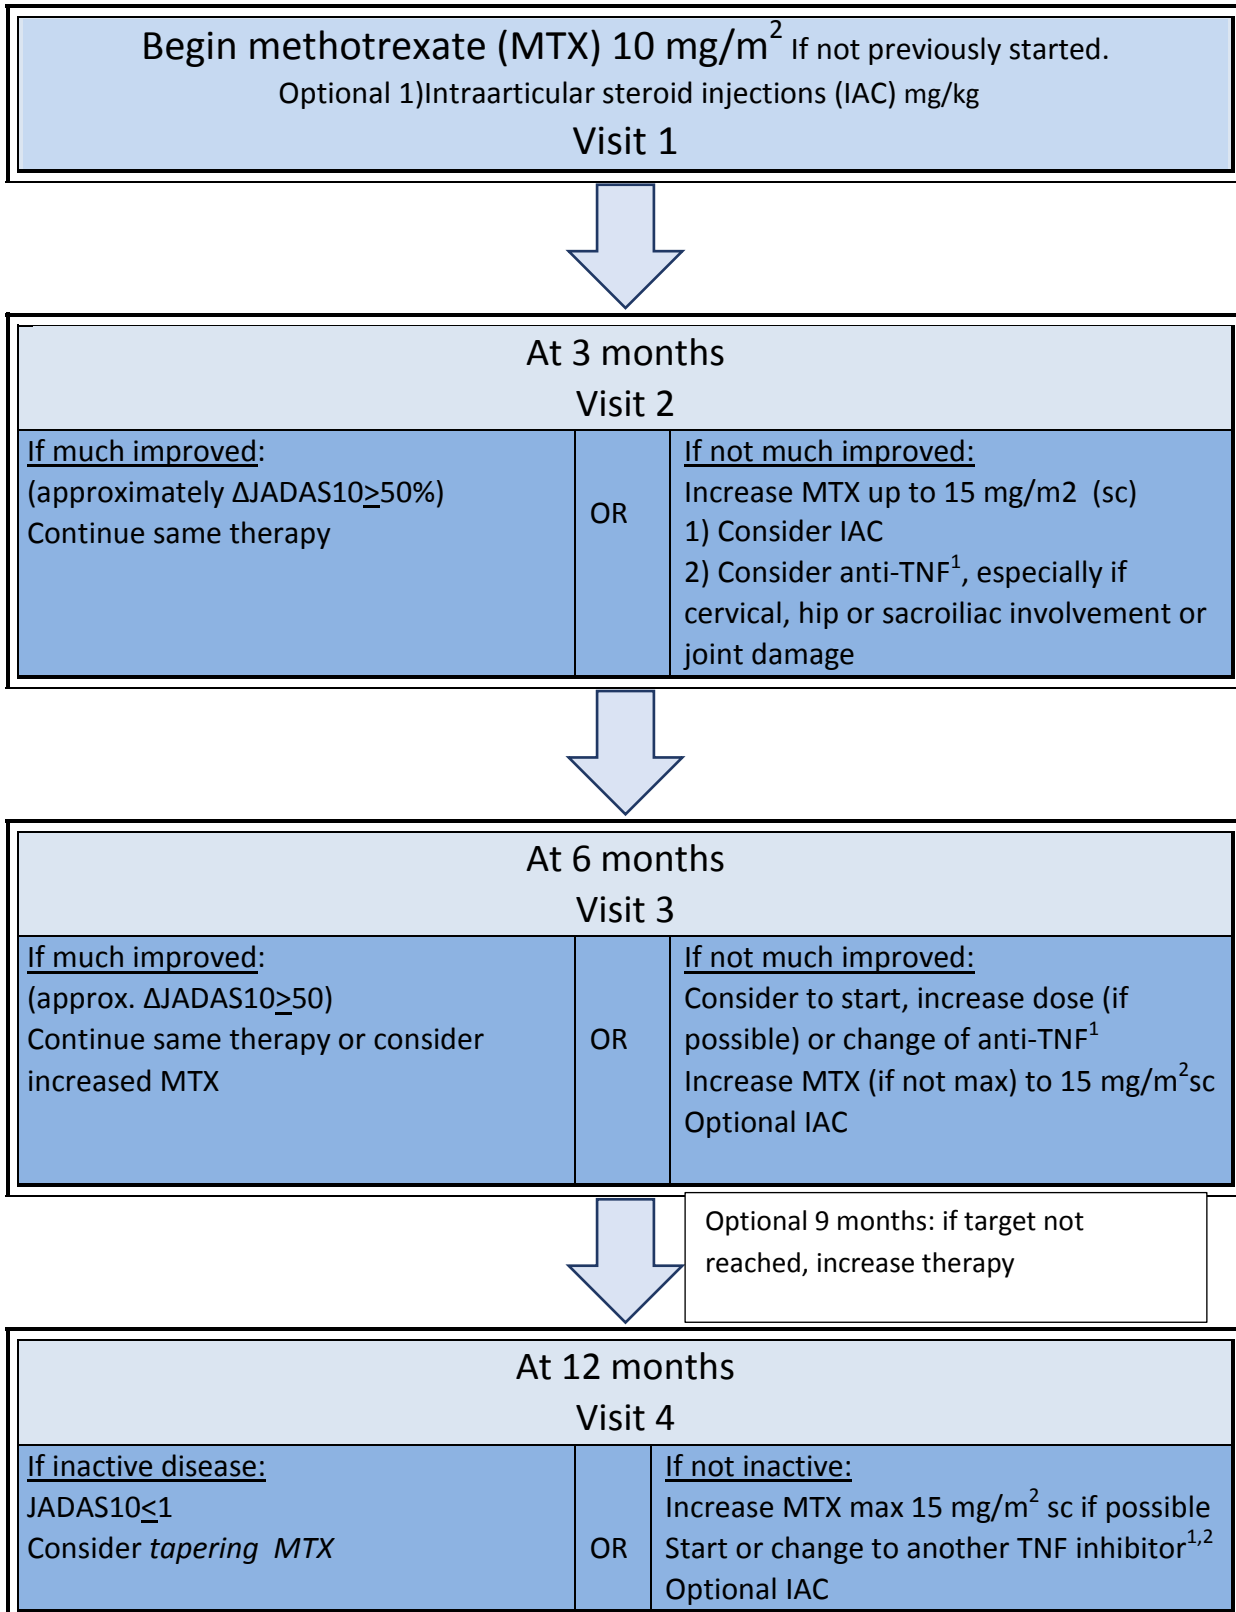 Begin methotrexate (MTX) 10 mg/m² If not previously started.
Optional 1)Intraarticular steroid injections (IAC) mg/kg
Visit 1
At 3 months
Visit 2
If much improved:
(approximately ΔJADAS10≥50%)
Continue same therapy
OR
If not much improved:
Increase MTX up to 15 mg/m2 (sc)
1) Consider IAC
2) Consider anti-TNF¹, especially if
cervical, hip or sacroiliac involvement or
joint damage
At 6 months
Visit 3
If much improved:
(approx. ΔJADAS10≥50)
Continue same therapy or consider
increased MTX
OR
If not much improved:
Consider to start, increase dose (if
possible) or change of anti-TNF¹
Increase MTX (if not max) to 15 mg/m²sc
Optional IAC
Optional 9 months: if target not
reached, increase therapy
At 12 months
Visit 4
If inactive disease:
JADAS10≤1
Consider tapering MTX
OR
If not inactive:
Increase MTX max 15 mg/m² sc if possible
Start or change to another TNF inhibitor¹,²
Optional IAC